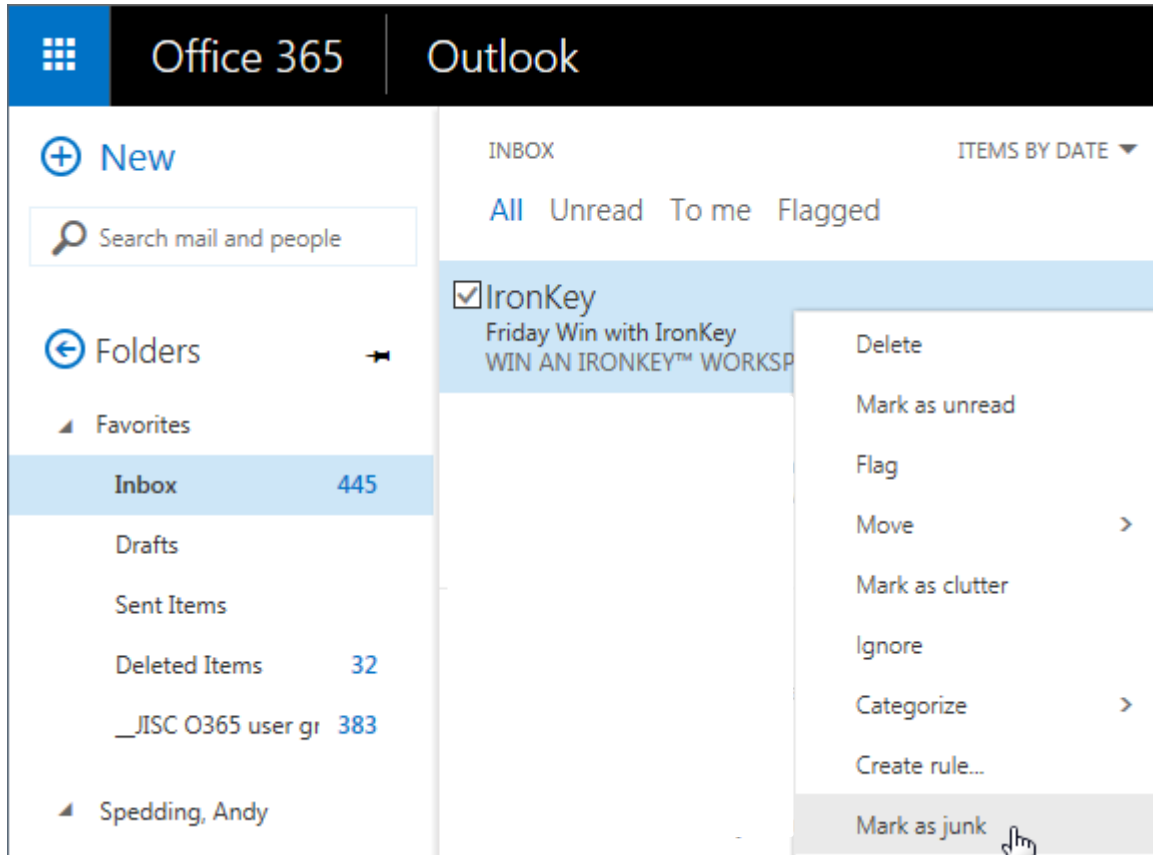 Office 365 Outlook
New
Search mail and people
Folders
Favorites
Inbox 445
Drafts
Sent Items
Deleted Items 32
__JISC O365 user gr 383
Spedding, Andy
INBOX ITEMS BY DATE
All Unread To me Flagged
IronKey
Friday Win with IronKey
WIN AN IRONKEY™ WORKSP
Delete
Mark as unread
Flag
Move
Mark as clutter
Ignore
Categorize
Create rule...
Mark as junk